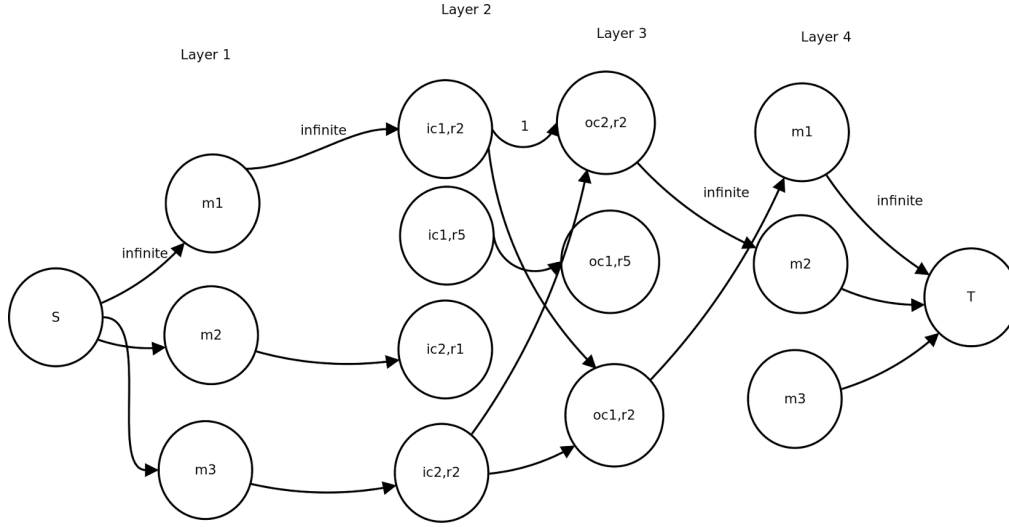 Layer 1
Layer 2
Layer 3
Layer 4
S
infinite
m1
m2
m3
infinite
ic1,r2
ic1,r5
ic2,r1
ic2,r2
1
oc2,r2
oc1,r5
oc1,r2
infinite
m1
m2
m3
infinite
T